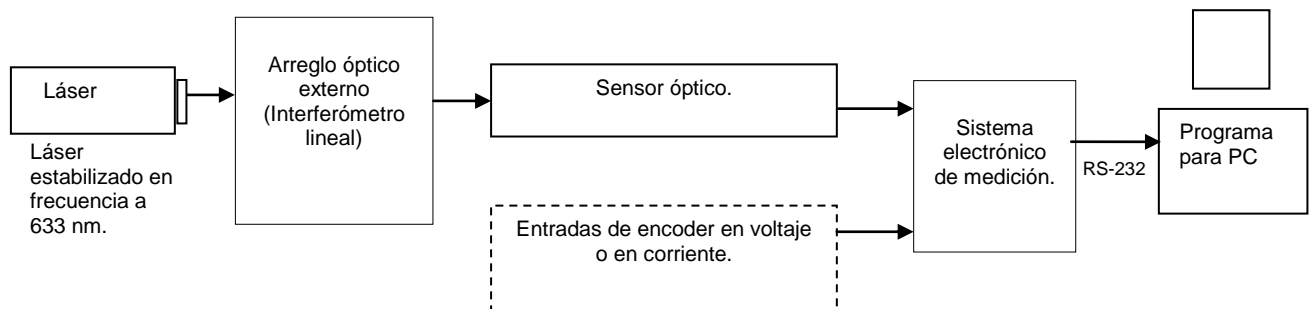 Láser
Láser
estabilizado en
frecuencia a
633 nm.
Arreglo óptico
externo
(Interferómetro
lineal)
Sensor óptico.
Entradas de encoder en voltaje
o en corriente.
Sistema
electrónico
de medición.
RS-232
Programa
para PC